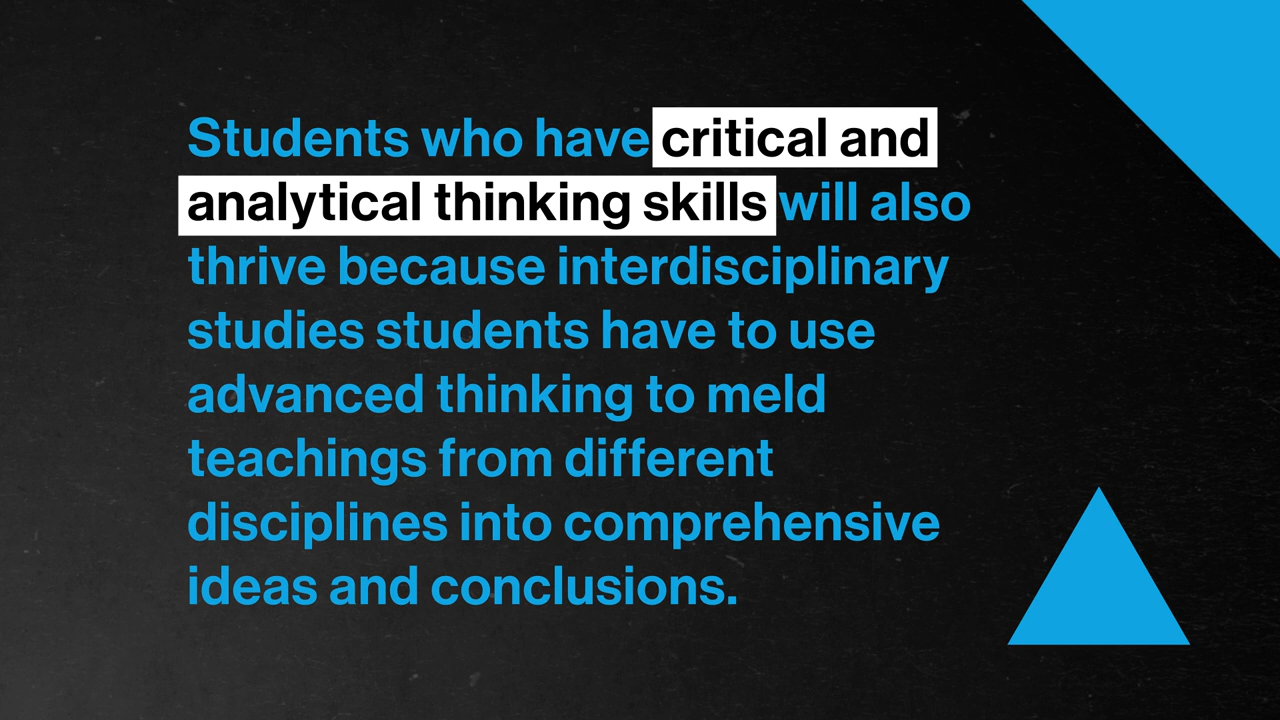 Students who have critical and
analytical thinking skills will also
thrive because interdisciplinary
studies students have to use
advanced thinking to meld
teachings from different
disciplines into comprehensive
ideas and conclusions.